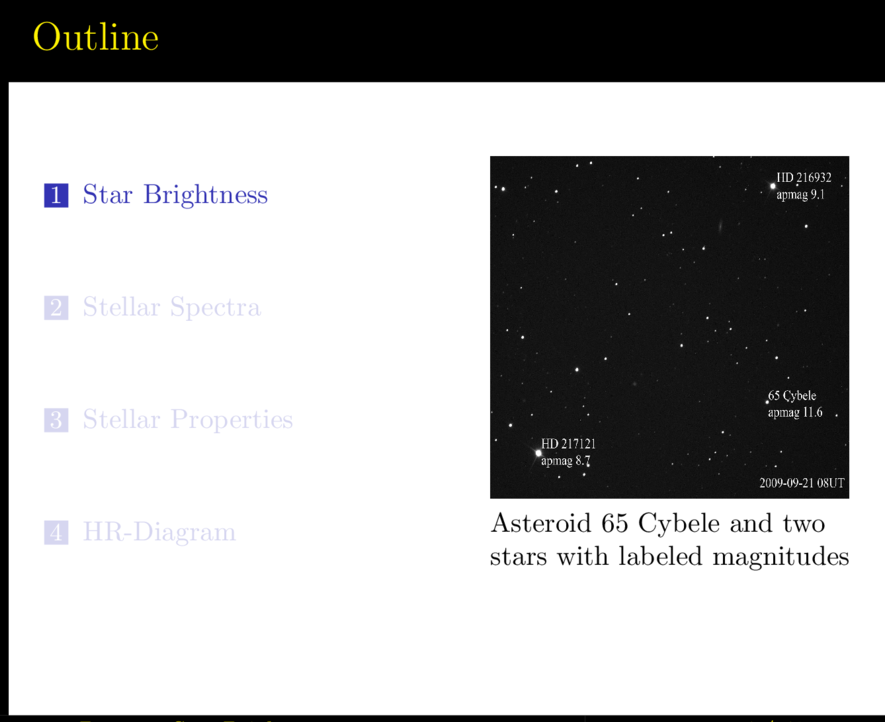 Outline
1 Star Brightness
2 Stellar Spectra
3 Stellar Properties
4 HR-Diagram
HD 216932
apmag 9.1
65 Cybele
apmag 11.6
HD 217121
apmag 8.7
2009-09-21 08UT
Asteroid 65 Cybele and two
stars with labeled magnitudes